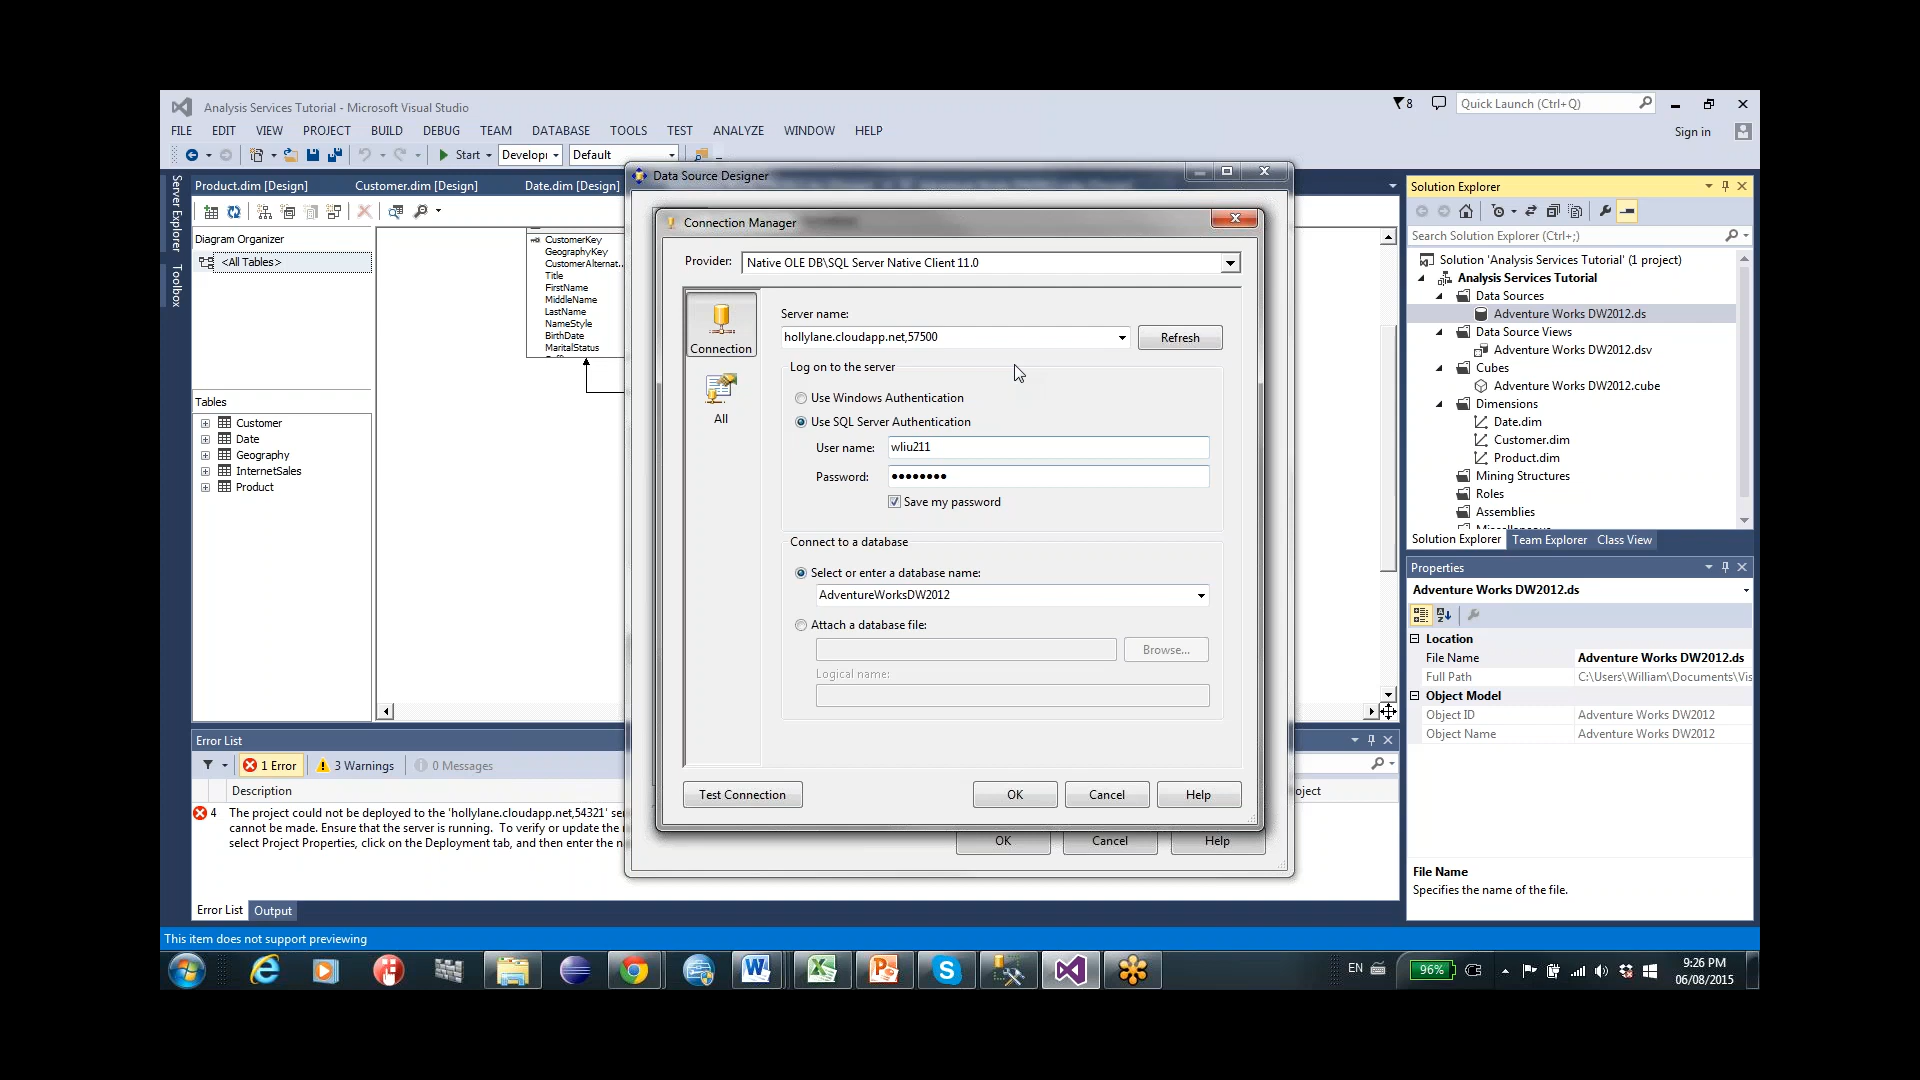 Analysis Services Tutorial - Microsoft Visual Studio
8
Quick Launch (Ctrl+Q)
FILE EDIT VIEW PROJECT BUILD DEBUG TEAM DATABASE TOOLS TEST ANALYZE WINDOW HELP
Sign in
Start
Default
Server Explorer
Toolbox
Product.dim [Design]
Customer.dim [Design]
Date.dim [Design]
Diagram Organizer
<All Tables>
Tables
Customer
Date
Geography
InternetSales
Product
CustomerKey
GeographyKey
CustomerAlternat...
Title
FirstName
MiddleName
LastName
NameStyle
BirthDate
MaritalStatus
Data Source Designer
Connection Manager
Provider:
Native OLE DB\SQL Server Native Client 11.0
Connection
All
Server name:
hollylane.cloudapp.net,57500
Refresh
Log on to the server
Use Windows Authentication
Use SQL Server Authentication
User name:
wliu211
Password:
●●●●●●●●
Save my password
Connect to a database
Select or enter a database name:
AdventureWorksDW2012
Attach a database file:
Browse...
Logical name:
Test Connection
OK
Cancel
Help
OK
Cancel
Help
Solution Explorer
Search Solution Explorer (Ctrl+;)
Solution 'Analysis Services Tutorial' (1 project)
Analysis Services Tutorial
Data Sources
Adventure Works DW2012.ds
Data Source Views
Adventure Works DW2012.dsv
Cubes
Adventure Works DW2012.cube
Dimensions
Date.dim
Customer.dim
Product.dim
Mining Structures
Roles
Assemblies
Solution Explorer Team Explorer Class View
Properties
Adventure Works DW2012.ds
Location
File Name Adventure Works DW2012.ds
Full Path C:\Users\William\Documents\Vis
Object Model
Object ID Adventure Works DW2012
Object Name Adventure Works DW2012
File Name
Specifies the name of the file.
Error List
1 Error
3 Warnings
0 Messages
Description
oject
4 The project could not be deployed to the 'hollylane.cloudapp.net,54321' se
cannot be made. Ensure that the server is running. To verify or update the
select Project Properties, click on the Deployment tab, and then enter the
Error List Output
This item does not support previewing
EN
96%
9:26 PM
06/08/2015